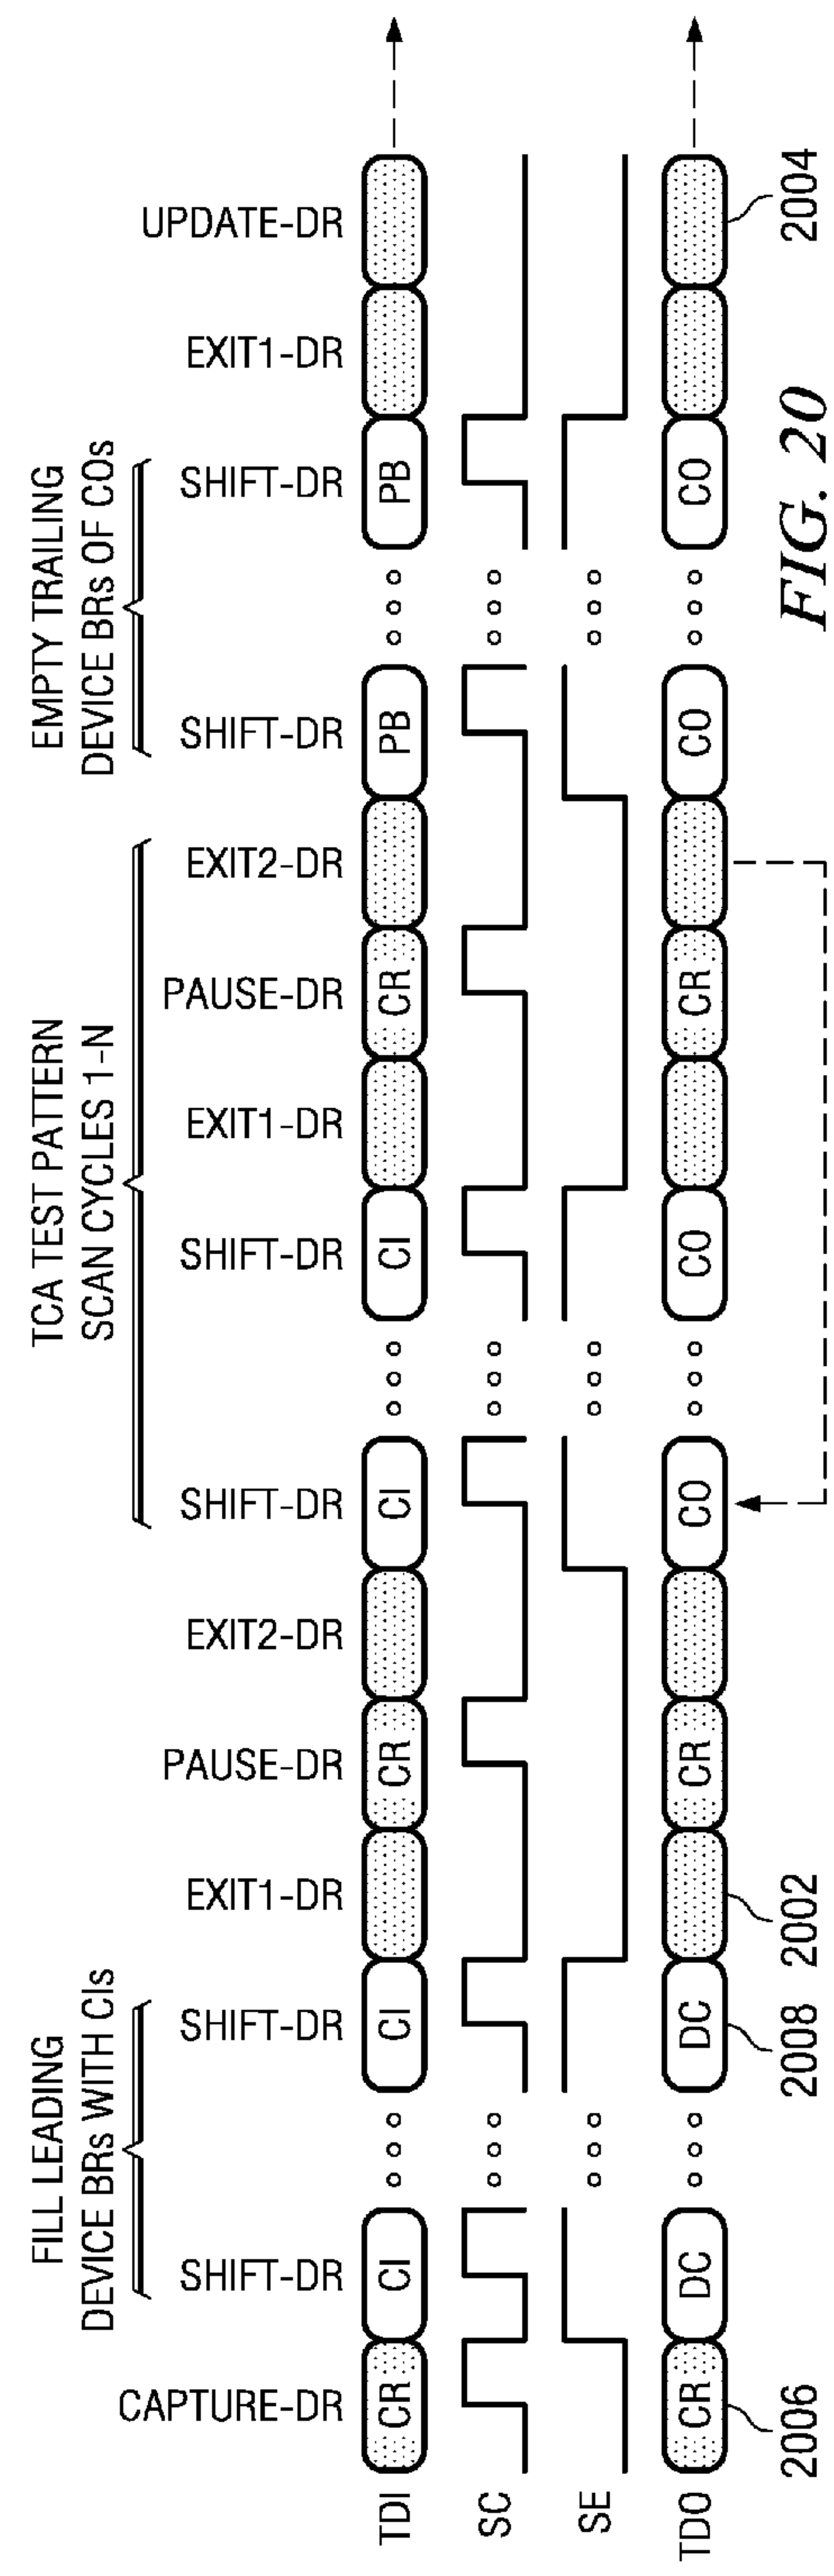 FILL LEADING
DEVICE BRs WITH CIs
TCA TEST PATTERN
SCAN CYCLES 1-N
EMPTY TRAILING
DEVICE BRs OF COs
CAPTURE-DR
SHIFT-DR
SHIFT-DR
EXIT1-DR
PAUSE-DR
EXIT2-DR
SHIFT-DR
SHIFT-DR
EXIT1-DR
PAUSE-DR
EXIT2-DR
SHIFT-DR
SHIFT-DR
EXIT1-DR
UPDATE-DR
TDI
CR
CI
CI
CR
CI
CI
CR
PB
PB
SC
SE
TDO
CR
DC
DC
CR
CO
CO
CR
CO
CO
2006
2008
2002
2004
FIG. 20